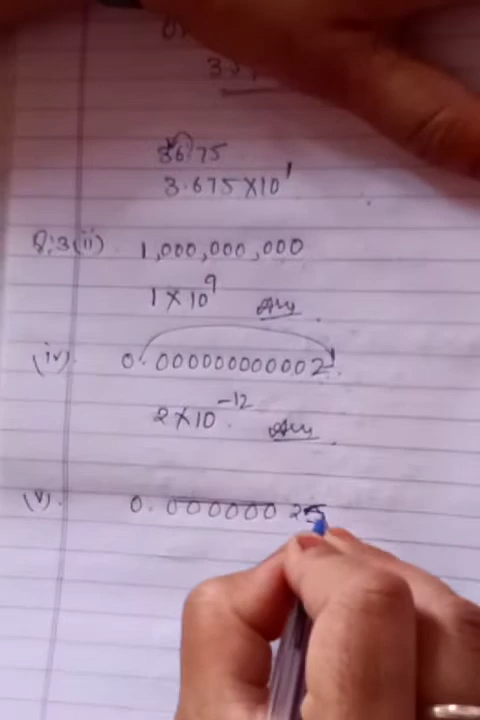 36.75
3.675 × 10¹
Q.3 (ii) 1,000,000,000
1 × 10⁹ Ans.
(iv). 0.000000000002.
2 × 10⁻¹² Ans.
(v). 0.00000025